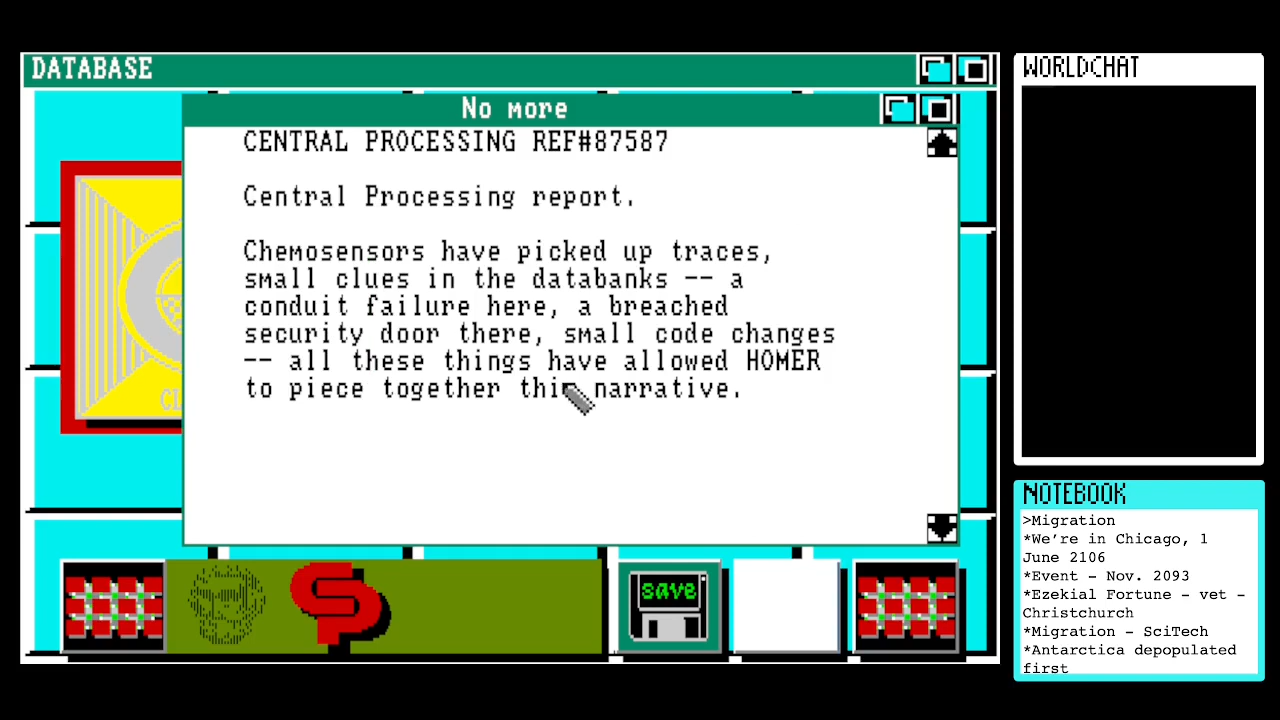 DATABASE
No more
CENTRAL PROCESSING REF#87587
Central Processing report.
Chemosensors have picked up traces,
small clues in the databanks -- a
conduit failure here, a breached
security door there, small code changes
-- all these things have allowed HOMER
to piece together this narrative.
CL
save
WORLDCHAT
NOTEBOOK
>Migration
*We're in Chicago, 1
June 2106
*Event - Nov. 2093
*Ezekial Fortune - vet -
Christchurch
*Migration - SciTech
*Antarctica depopulated
first